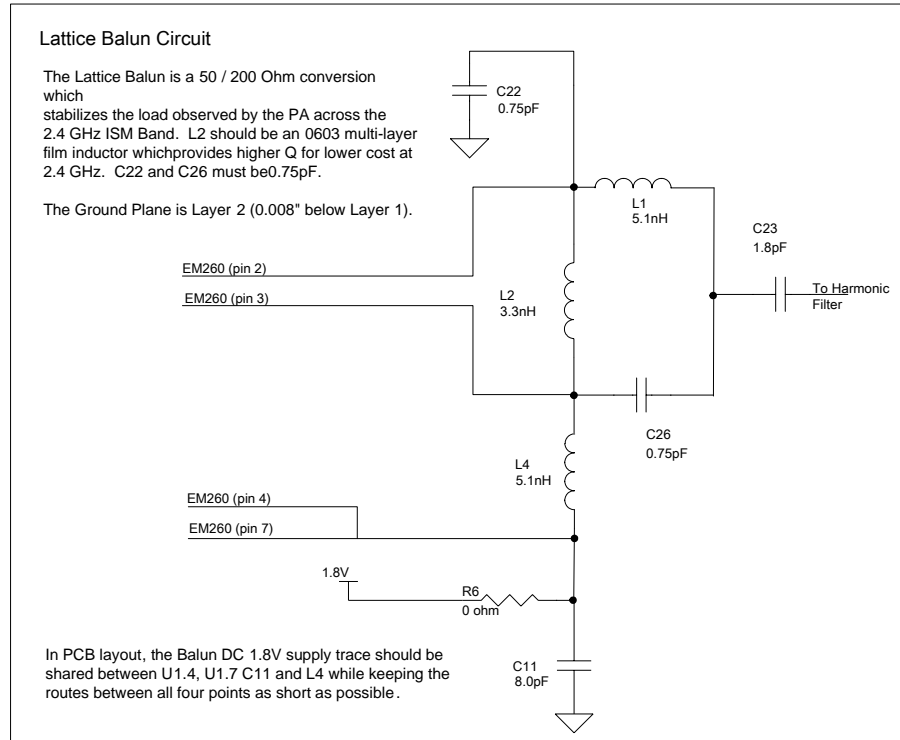 Lattice Balun Circuit
The Lattice Balun is a 50 / 200 Ohm conversion
which
stabilizes the load observed by the PA across the
2.4 GHz ISM Band.  L2 should be an 0603 multi-layer
film inductor whichprovides higher Q for lower cost at
2.4 GHz.  C22 and C26 must be0.75pF.
The Ground Plane is Layer 2 (0.008" below Layer 1).
C22
0.75pF
L1
5.1nH
C23
1.8pF
EM260 (pin 2)
EM260 (pin 3)
L2
3.3nH
To Harmonic
Filter
C26
0.75pF
L4
5.1nH
EM260 (pin 4)
EM260 (pin 7)
1.8V
R6
0 ohm
In PCB layout, the Balun DC 1.8V supply trace should be
shared between U1.4, U1.7 C11 and L4 while keeping the
routes between all four points as short as possible.
C11
8.0pF